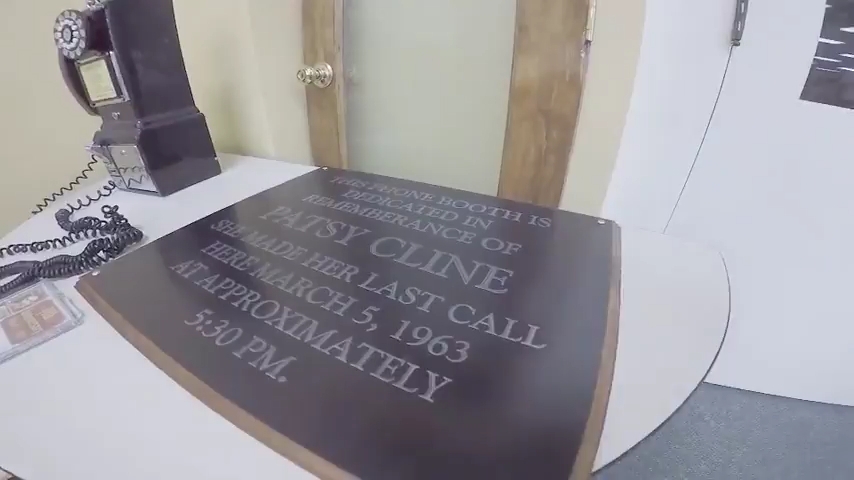 THIS PHONE BOOTH IS
DEDICATED IN
REMEMBERANCE OF
PATSY CLINE
SHE MADE HER LAST CALL
HERE MARCH 5, 1963
AT APPROXIMATELY
5:30 PM.